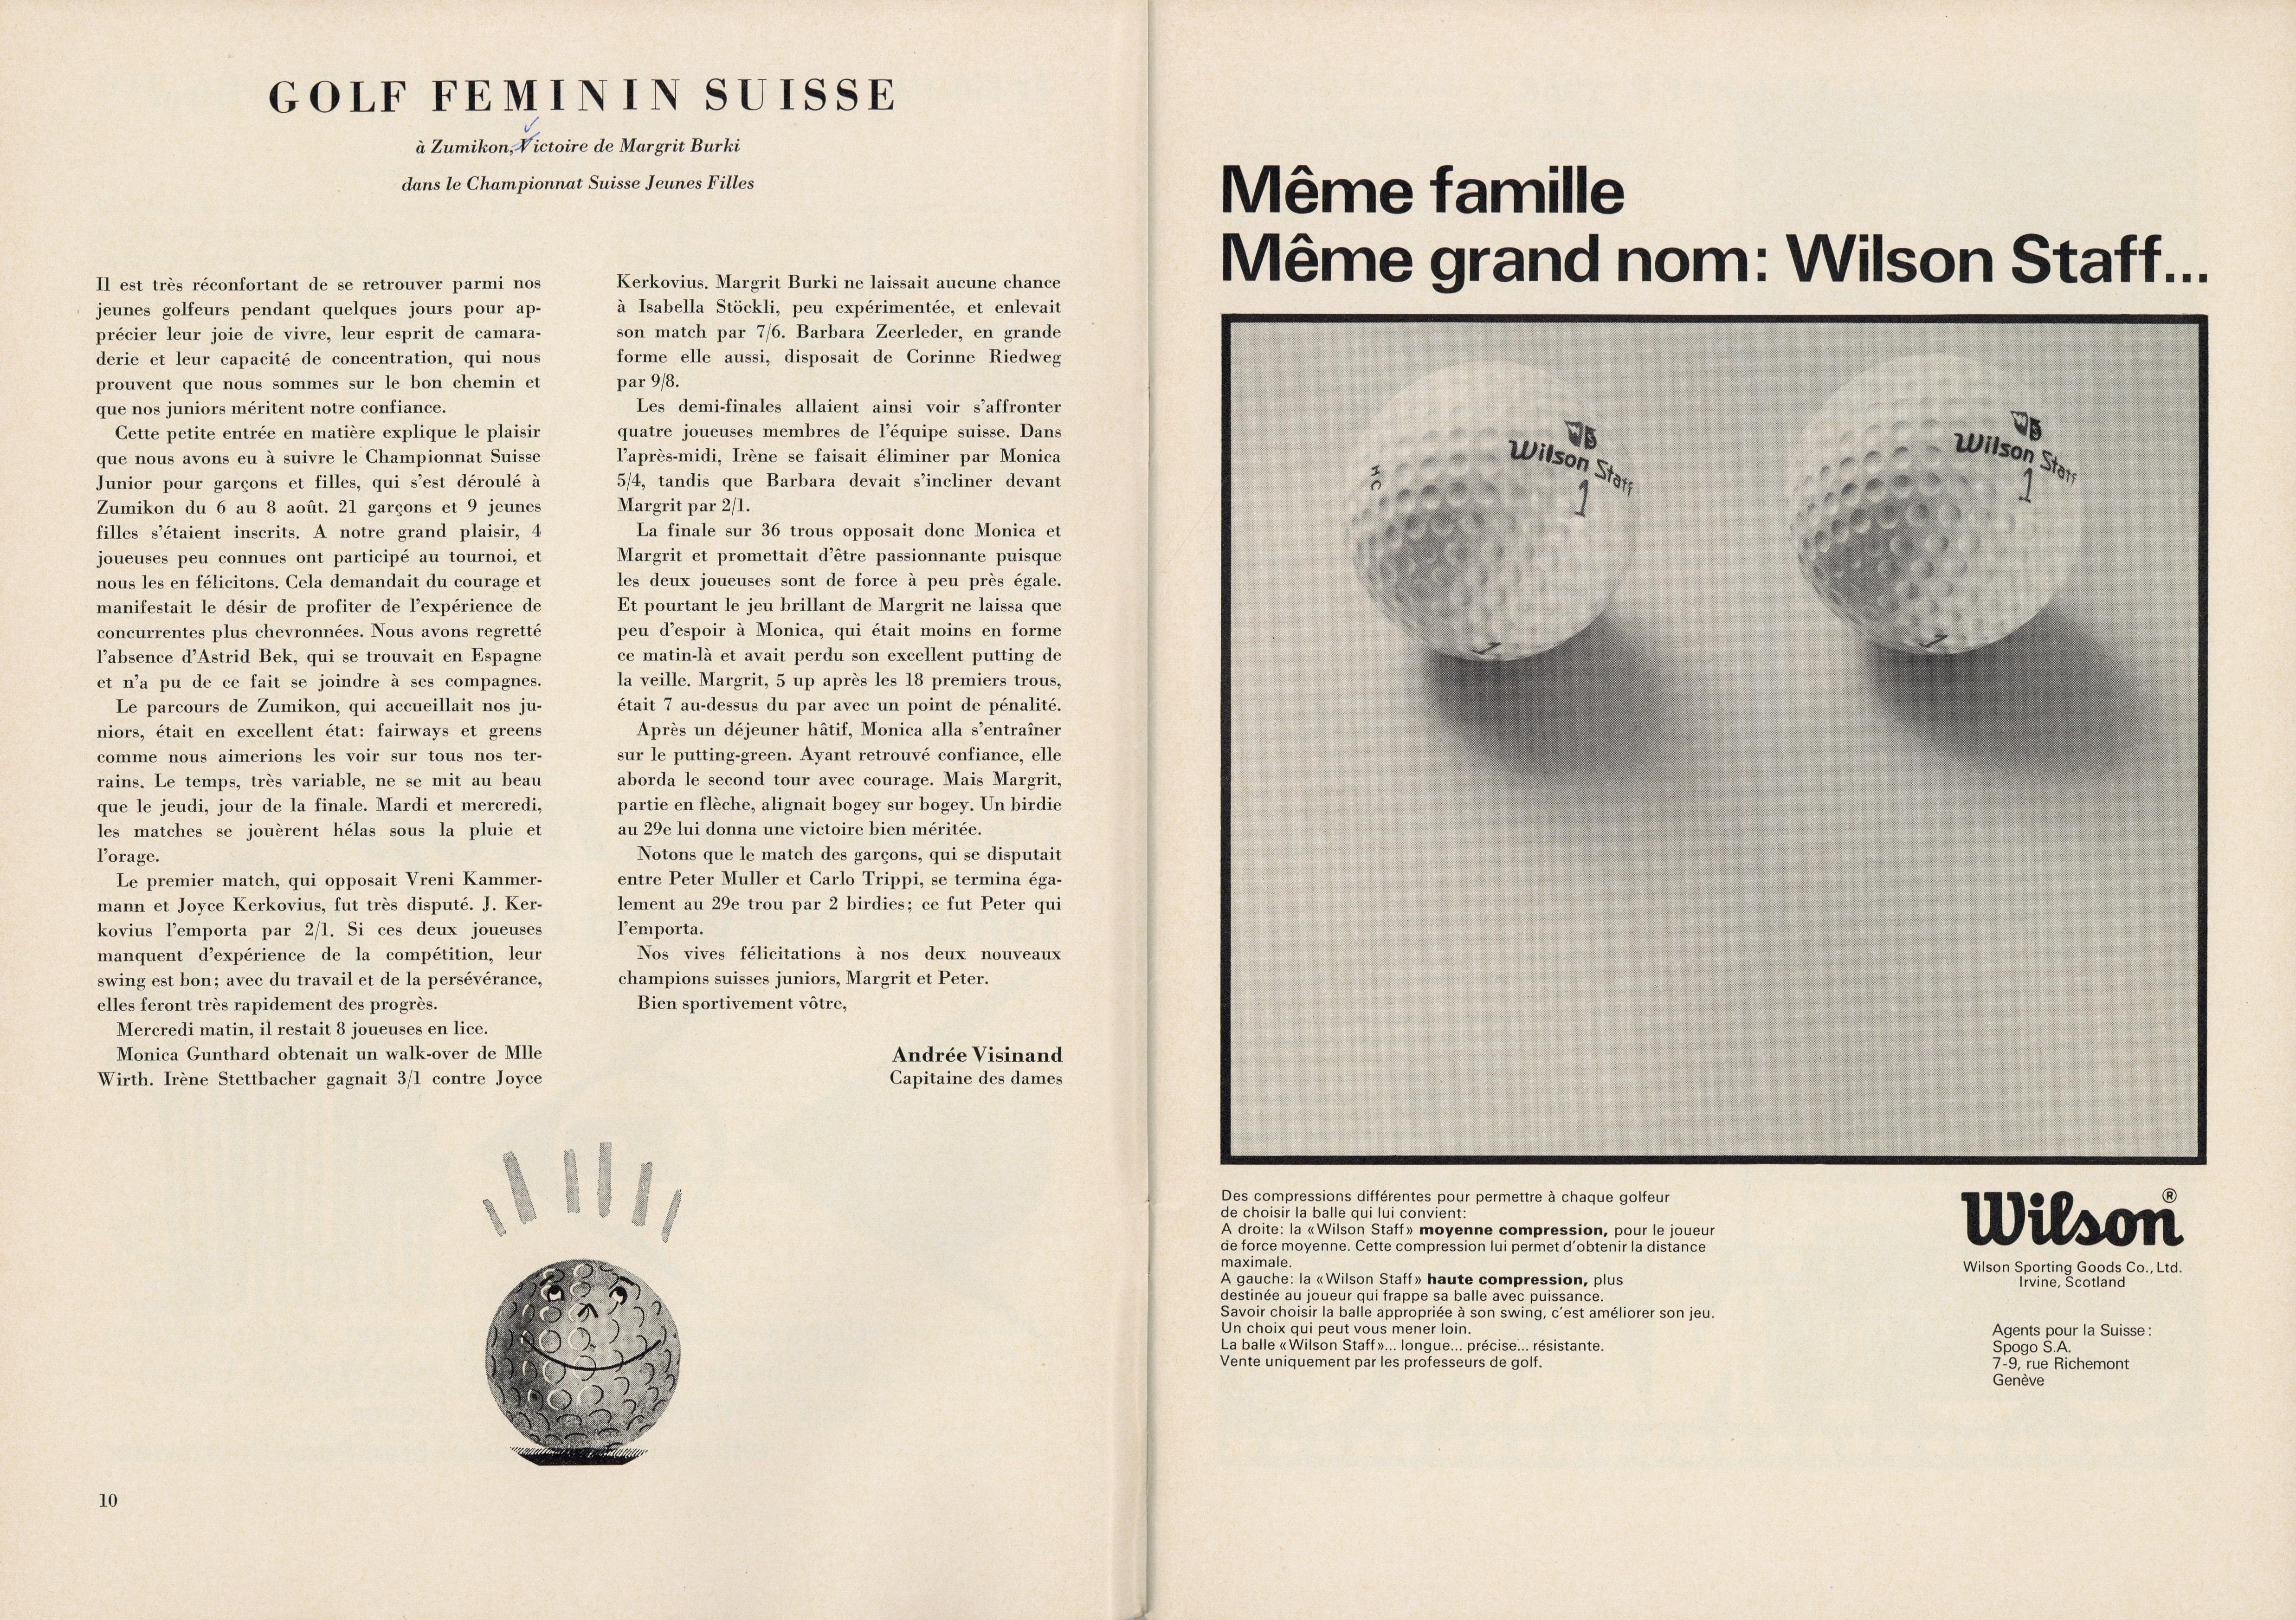 GOLF FEMININ SUISSE
à Zumikon, Victoire de Margrit Burki
dans le Championnat Suisse Jeunes Filles
Il est très réconfortant de se retrouver parmi nos
jeunes golfeurs pendant quelques jours pour ap-
précier leur joie de vivre, leur esprit de camara-
derie et leur capacité de concentration, qui nous
prouvent que nous sommes sur le bon chemin et
que nos juniors méritent notre confiance.
Cette petite entrée en matière explique le plaisir
que nous avons eu à suivre le Championnat Suisse
Junior pour garçons et filles, qui s'est déroulé à
Zumikon du 6 au 8 août. 21 garçons et 9 jeunes
filles s'étaient inscrits. A notre grand plaisir, 4
joueuses peu connues ont participé au tournoi, et
nous les en félicitons. Cela demandait du courage et
manifestait le désir de profiter de l'expérience de
concurrentes plus chevronnées. Nous avons regretté
l'absence d'Astrid Bek, qui se trouvait en Espagne
et n'a pu de ce fait se joindre à ses compagnes.
Le parcours de Zumikon, qui accueillait nos ju-
niors, était en excellent état: fairways et greens
comme nous aimerions les voir sur tous nos ter-
rains. Le temps, très variable, ne se mit au beau
que le jeudi, jour de la finale. Mardi et mercredi,
les matches se jouèrent hélas sous la pluie et
l'orage.
Le premier match, qui opposait Vreni Kammer-
mann et Joyce Kerkovius, fut très disputé. J. Ker-
kovius l'emporta par 2/1. Si ces deux joueuses
manquent d'expérience de la compétition, leur
swing est bon; avec du travail et de la persévérance,
elles feront très rapidement des progrès.
Mercredi matin, il restait 8 joueuses en lice.
Monica Gunthard obtenait un walk-over de Mlle
Wirth. Irène Stettbacher gagnait 3/1 contre Joyce
Kerkovius. Margrit Burki ne laissait aucune chance
à Isabella Stöckli, peu expérimentée, et enlevait
son match par 7/6. Barbara Zeerleder, en grande
forme elle aussi, disposait de Corinne Riedweg
par 9/8.
Les demi-finales allaient ainsi voir s'affronter
quatre joueuses membres de l'équipe suisse. Dans
l'après-midi, Irène se faisait éliminer par Monica
5/4, tandis que Barbara devait s'incliner devant
Margrit par 2/1.
La finale sur 36 trous opposait donc Monica et
Margrit et promettait d'être passionnante puisque
les deux joueuses sont de force à peu près égale.
Et pourtant le jeu brillant de Margrit ne laissa que
peu d'espoir à Monica, qui était moins en forme
ce matin-là et avait perdu son excellent putting de
la veille. Margrit, 5 up après les 18 premiers trous,
était 7 au-dessus du par avec un point de pénalité.
Après un déjeuner hâtif, Monica alla s'entraîner
sur le putting-green. Ayant retrouvé confiance, elle
aborda le second tour avec courage. Mais Margrit,
partie en flèche, alignait bogey sur bogey. Un birdie
au 29e lui donna une victoire bien méritée.
Notons que le match des garçons, qui se disputait
entre Peter Muller et Carlo Trippi, se termina éga-
lement au 29e trou par 2 birdies; ce fut Peter qui
l'emporta.
Nos vives félicitations à nos deux nouveaux
champions suisses juniors, Margrit et Peter.
Bien sportivement vôtre,
Andrée Visinand
Capitaine des dames
10
Même famille
Même grand nom: Wilson Staff...
HC
WS
Wilson Staff
1
1
WS
Wilson Staff
1
1
Des compressions différentes pour permettre à chaque golfeur
de choisir la balle qui lui convient:
A droite: la «Wilson Staff» moyenne compression, pour le joueur
de force moyenne. Cette compression lui permet d'obtenir la distance
maximale.
A gauche: la «Wilson Staff» haute compression, plus
destinée au joueur qui frappe sa balle avec puissance.
Savoir choisir la balle appropriée à son swing, c'est améliorer son jeu.
Un choix qui peut vous mener loin.
La balle «Wilson Staff»... longue... précise... résistante.
Vente uniquement par les professeurs de golf.
Wilson®
Wilson Sporting Goods Co., Ltd.
Irvine, Scotland
Agents pour la Suisse:
Spogo S.A.
7-9, rue Richemont
Genève